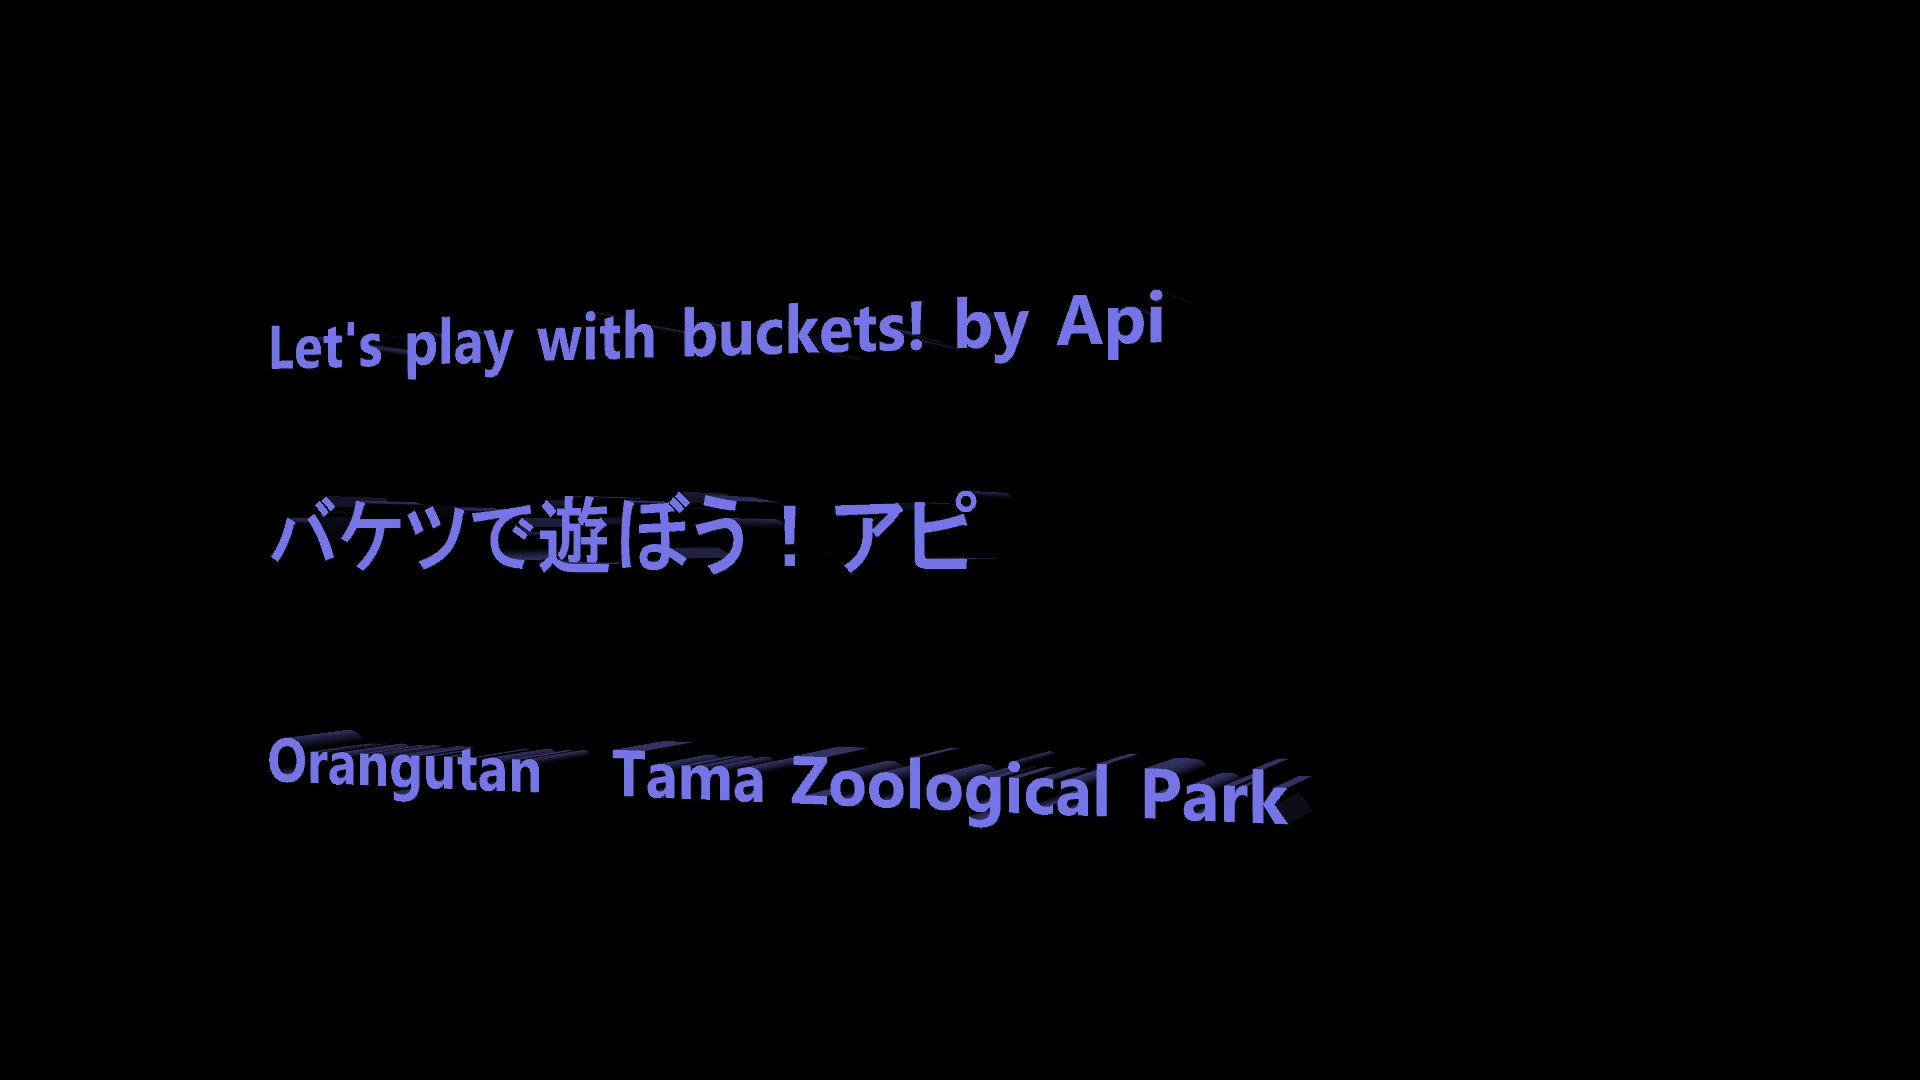 Let's play with buckets! by Api
バケツで遊ぼう！アピ
Orangutan　Tama Zoological Park